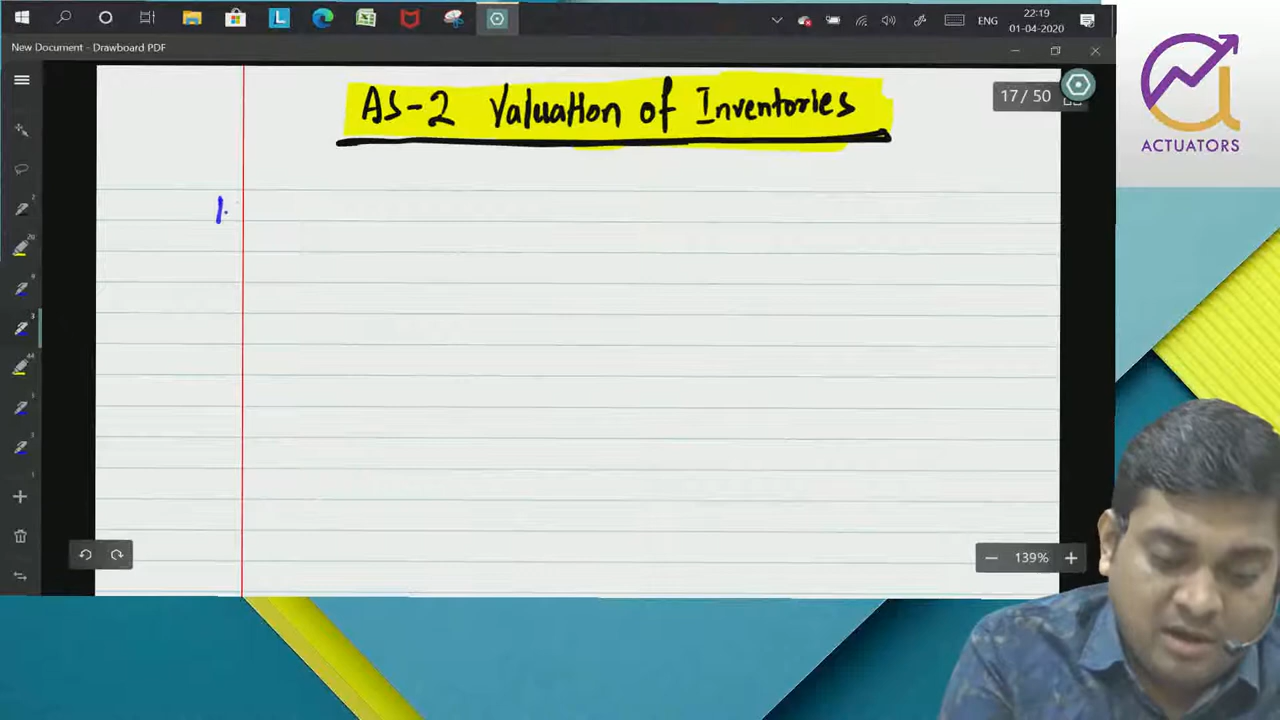 22:19
ENG
01-04-2020
New Document - Drawboard PDF
AS-2 Valuation of Inventories
17 / 50
ACTUATORS
1.
139%